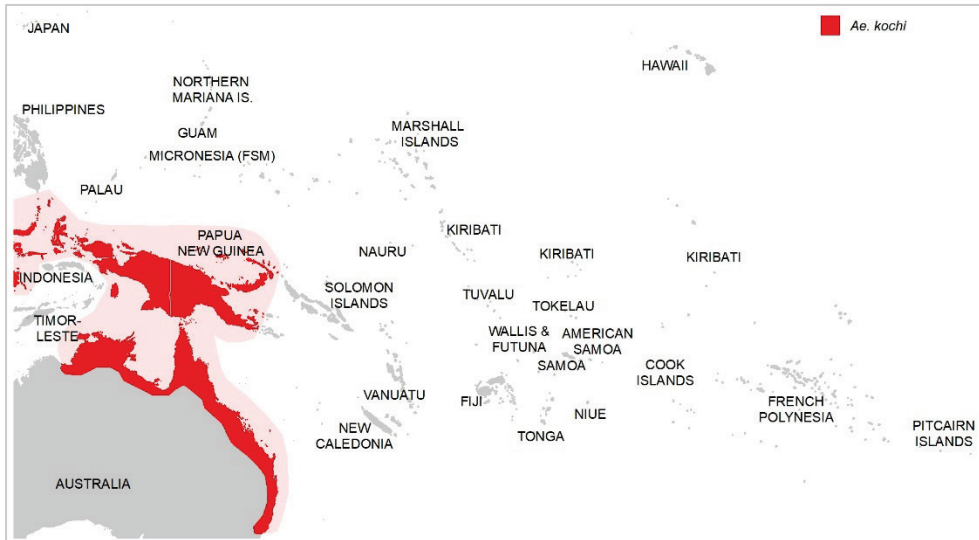 JAPAN
Ae. kochi
HAWAII
NORTHERN
MARIANA IS.
PHILIPPINES
GUAM
MARSHALL
ISLANDS
MICRONESIA (FSM)
PALAU
KIRIBATI
PAPUA
NEW GUINEA
NAURU
KIRIBATI
KIRIBATI
INDONESIA
SOLOMON
ISLANDS
TUVALU
TOKELAU
TIMOR-
LESTE
WALLIS &
FUTUNA
AMERICAN
SAMOA
SAMOA
COOK
ISLANDS
VANUATU
FIJI
FRENCH
POLYNESIA
NIUE
NEW
CALEDONIA
TONGA
PITCAIRN
ISLANDS
AUSTRALIA